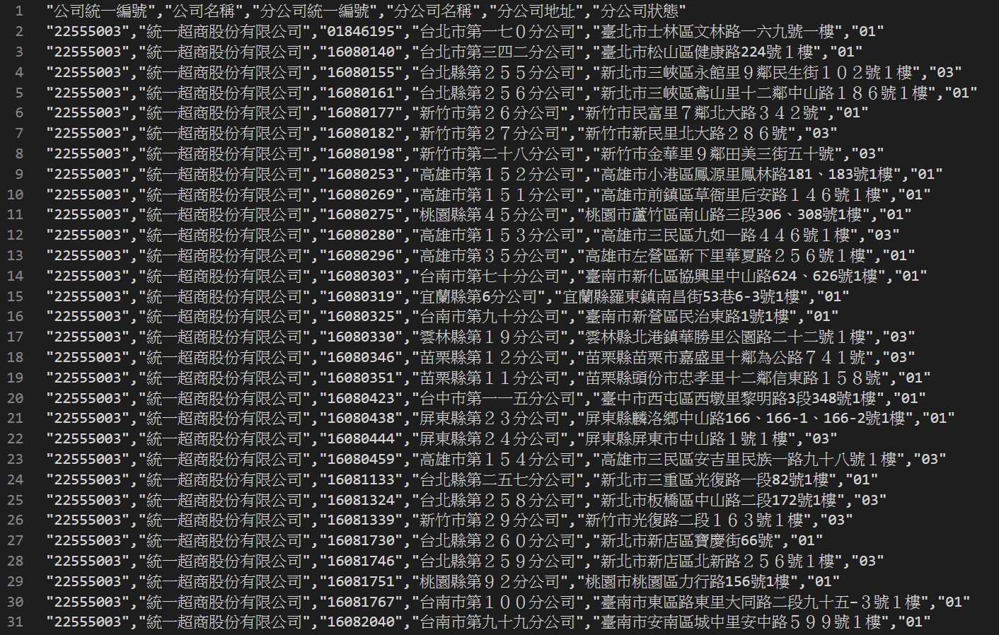 1 "公司統一編號","公司名稱","分公司統一編號","分公司名稱","分公司地址","分公司狀態"
2 "22555003","統一超商股份有限公司","01846195","台北市第一七０分公司","臺北市士林區文林路一六九號一樓","01"
3 "22555003","統一超商股份有限公司","16080140","台北市第三四二分公司","臺北市松山區健康路224號１樓","01"
4 "22555003","統一超商股份有限公司","16080155","台北縣第２５５分公司","新北市三峽區永館里９鄰民生街１０２號１樓","03"
5 "22555003","統一超商股份有限公司","16080161","台北縣第２５６分公司","新北市三峽區鳶山里十二鄰中山路１８６號１樓","01"
6 "22555003","統一超商股份有限公司","16080177","新竹市第２６分公司","新竹市民富里７鄰北大路３４２號","01"
7 "22555003","統一超商股份有限公司","16080182","新竹市第２７分公司","新竹市新民里北大路２８６號","03"
8 "22555003","統一超商股份有限公司","16080198","新竹市第二十八分公司","新竹市金華里９鄰田美三街五十號","03"
9 "22555003","統一超商股份有限公司","16080253","高雄市第１５２分公司","高雄市小港區鳳源里鳳林路181、183號1樓","01"
10 "22555003","統一超商股份有限公司","16080269","高雄市第１５１分公司","高雄市前鎮區草衙里后安路１４６號１樓","01"
11 "22555003","統一超商股份有限公司","16080275","桃園縣第４５分公司","桃園市蘆竹區南山路三段306、308號1樓","01"
12 "22555003","統一超商股份有限公司","16080280","高雄市第１５３分公司","高雄市三民區九如一路４４６號１樓","03"
13 "22555003","統一超商股份有限公司","16080296","高雄市第３５分公司","高雄市左營區新下里華夏路２５６號１樓","01"
14 "22555003","統一超商股份有限公司","16080303","台南市第七十分公司","臺南市新化區協興里中山路624、626號1樓","01"
15 "22555003","統一超商股份有限公司","16080319","宜蘭縣第6分公司","宜蘭縣羅東鎮南昌街53巷6-3號1樓","01"
16 "22555003","統一超商股份有限公司","16080325","台南市第九十分公司","臺南市新營區民治東路1號1樓","01"
17 "22555003","統一超商股份有限公司","16080330","雲林縣第１９分公司","雲林縣北港鎮華勝里公園路二十二號１樓","03"
18 "22555003","統一超商股份有限公司","16080346","苗栗縣第１２分公司","苗栗縣苗栗市嘉盛里十鄰為公路７４１號","03"
19 "22555003","統一超商股份有限公司","16080351","苗栗縣第１１分公司","苗栗縣頭份市忠孝里十二鄰信東路１５８號","01"
20 "22555003","統一超商股份有限公司","16080423","台中市第一一五分公司","臺中市西屯區西墩里黎明路3段348號1樓","01"
21 "22555003","統一超商股份有限公司","16080438","屏東縣第２３分公司","屏東縣麟洛鄉中山路166、166-1、166-2號1樓","01"
22 "22555003","統一超商股份有限公司","16080444","屏東縣第２４分公司","屏東縣屏東市中山路１號１樓","03"
23 "22555003","統一超商股份有限公司","16080459","高雄市第１５４分公司","高雄市三民區安吉里民族一路九十八號１樓","03"
24 "22555003","統一超商股份有限公司","16081133","台北縣第二五七分公司","新北市三重區光復路一段82號1樓","01"
25 "22555003","統一超商股份有限公司","16081324","台北縣第２５８分公司","新北市板橋區中山路二段172號1樓","03"
26 "22555003","統一超商股份有限公司","16081339","新竹市第２９分公司","新竹市光復路二段１６３號１樓","03"
27 "22555003","統一超商股份有限公司","16081730","台北縣第２６０分公司","新北市新店區寶慶街66號","01"
28 "22555003","統一超商股份有限公司","16081746","台北縣第２５９分公司","新北市新店區北新路２５６號１樓","03"
29 "22555003","統一超商股份有限公司","16081751","桃園縣第９２分公司","桃園市桃園區力行路156號1樓","01"
30 "22555003","統一超商股份有限公司","16081767","台南市第１００分公司","臺南市東區路東里大同路二段九十五－３號１樓","01"
31 "22555003","統一超商股份有限公司","16082040","台南市第九十九分公司","臺南市安南區城中里安中路５９９號１樓","01"